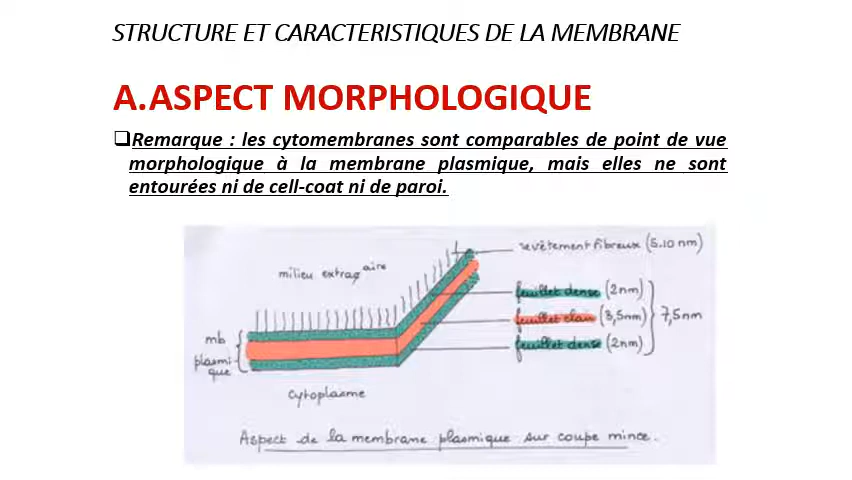 STRUCTURE ET CARACTERISTIQUES DE LA MEMBRANE
A.ASPECT MORPHOLOGIQUE
Remarque : les cytomembranes sont comparables de point de vue
morphologique à la membrane plasmique, mais elles ne sont
entourées ni de cell-coat ni de paroi.
revêtement fibreux (5.10 nm)
milieu extraçaire
feuillet dense (2nm)
feuillet clair (3,5nm)
7,5nm
feuillet dense (2nm)
mb
plasmi
que
cytoplasme
Aspect de la membrane plasmique sur coupe mince.